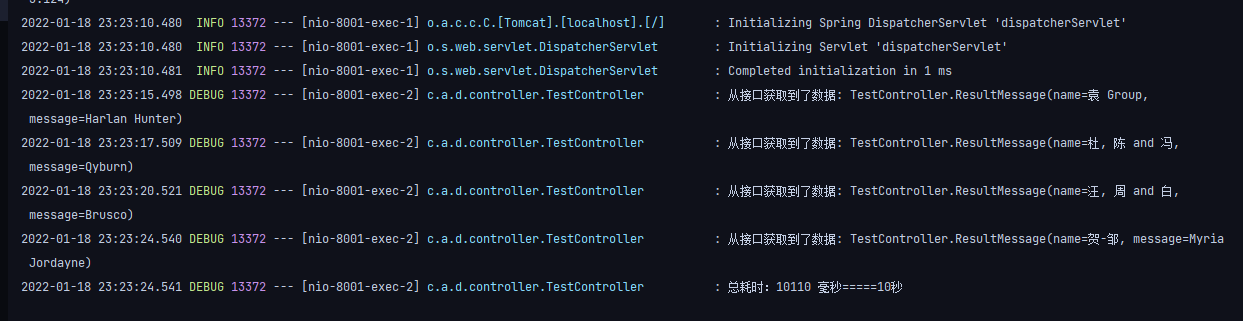 2022-01-18 23:23:10.480  INFO 13372 --- [nio-8001-exec-1] o.a.c.c.C.[Tomcat].[localhost].[/]       : Initializing Spring DispatcherServlet 'dispatcherServlet'
2022-01-18 23:23:10.480  INFO 13372 --- [nio-8001-exec-1] o.s.web.servlet.DispatcherServlet        : Initializing Servlet 'dispatcherServlet'
2022-01-18 23:23:10.481  INFO 13372 --- [nio-8001-exec-1] o.s.web.servlet.DispatcherServlet        : Completed initialization in 1 ms
2022-01-18 23:23:15.498 DEBUG 13372 --- [nio-8001-exec-2] c.a.d.controller.TestController          : 从接口获取到了数据: TestController.ResultMessage(name=袁 Group,
message=Harlan Hunter)
2022-01-18 23:23:17.509 DEBUG 13372 --- [nio-8001-exec-2] c.a.d.controller.TestController          : 从接口获取到了数据: TestController.ResultMessage(name=杜, 陈 and 冯,
message=Qyburn)
2022-01-18 23:23:20.521 DEBUG 13372 --- [nio-8001-exec-2] c.a.d.controller.TestController          : 从接口获取到了数据: TestController.ResultMessage(name=汪, 周 and 白,
message=Brusco)
2022-01-18 23:23:24.540 DEBUG 13372 --- [nio-8001-exec-2] c.a.d.controller.TestController          : 从接口获取到了数据: TestController.ResultMessage(name=贺-邹, message=Myria
Jordayne)
2022-01-18 23:23:24.541 DEBUG 13372 --- [nio-8001-exec-2] c.a.d.controller.TestController          : 总耗时: 10110 毫秒=====10秒